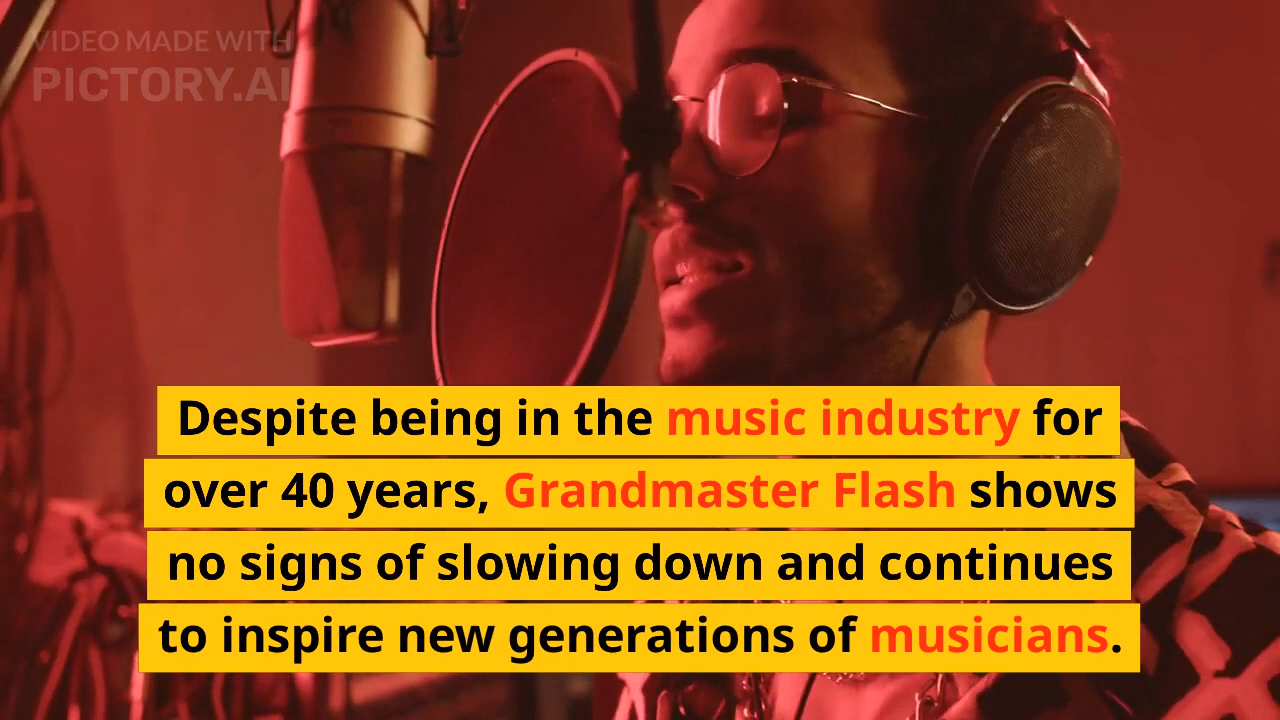 VIDEO MADE WITH
PICTORY.AI
Despite being in the music industry for
over 40 years, Grandmaster Flash shows
no signs of slowing down and continues
to inspire new generations of musicians.